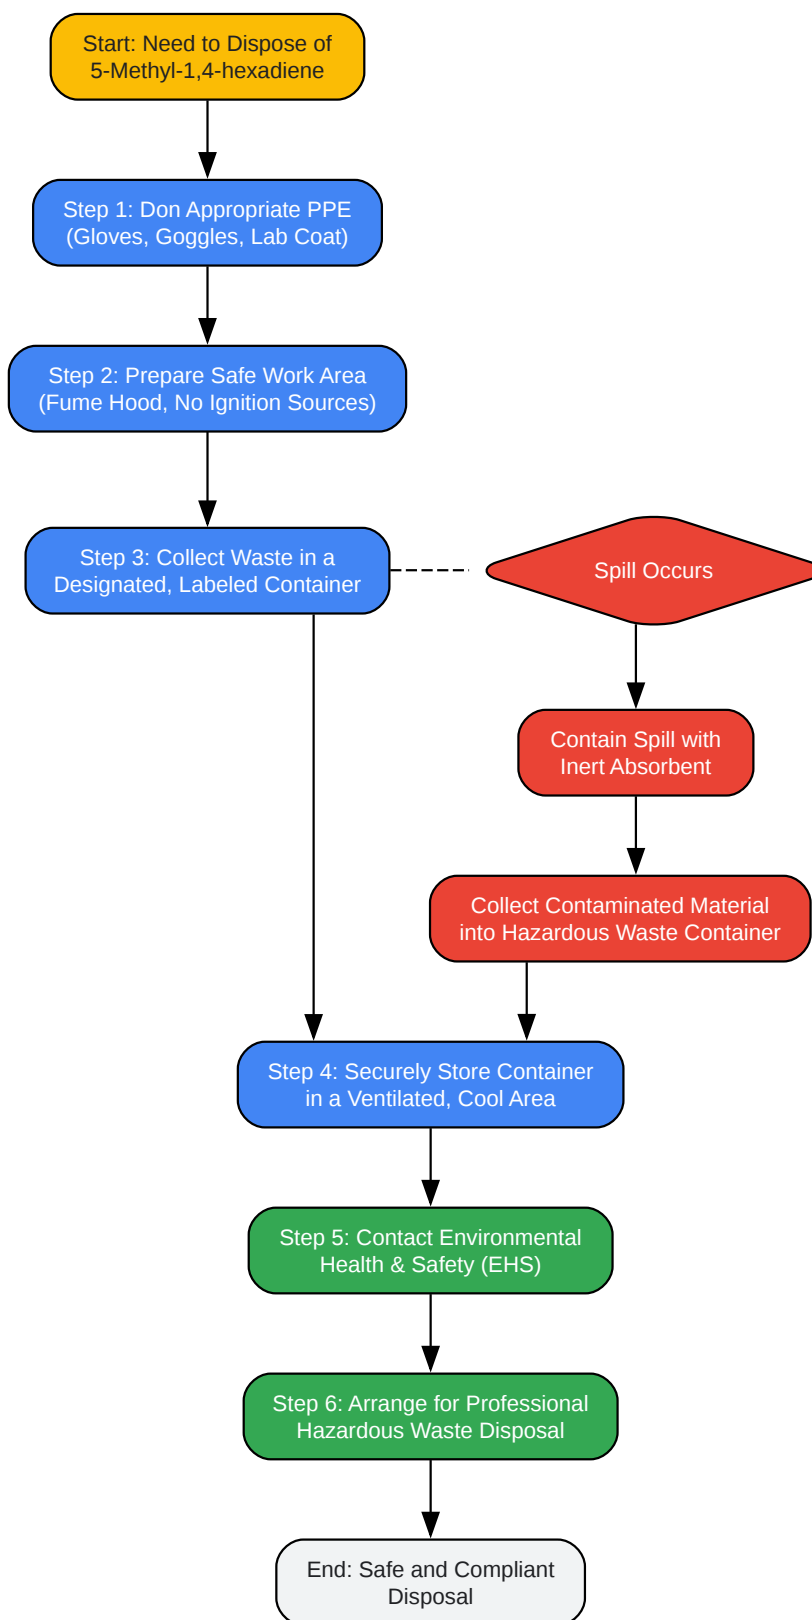 Start: Need to Dispose of
5-Methyl-1,4-hexadiene
Step 1: Don Appropriate PPE
(Gloves, Goggles, Lab Coat)
Step 2: Prepare Safe Work Area
(Fume Hood, No Ignition Sources)
Step 3: Collect Waste in a
Designated, Labeled Container
Spill Occurs
Contain Spill with
Inert Absorbent
Collect Contaminated Material
into Hazardous Waste Container
Step 4: Securely Store Container
in a Ventilated, Cool Area
Step 5: Contact Environmental
Health & Safety (EHS)
Step 6: Arrange for Professional
Hazardous Waste Disposal
End: Safe and Compliant
Disposal